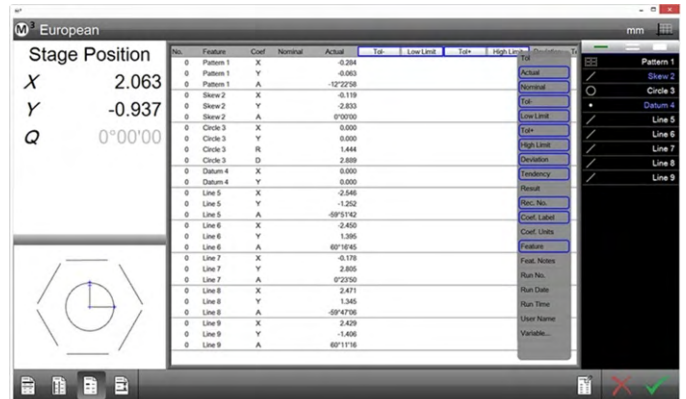 M³ European mm
Stage Position
X 2.063
Y -0.937
Q 0°00'00
No. Feature Coef Nominal Actual Tol- Low Limit Tol+ High Limit Deviation
0 Pattern 1 X -0.284
0 Pattern 1 Y -0.063
0 Pattern 1 A -12°22'58
0 Skew 2 X -0.119
0 Skew 2 Y -2.833
0 Skew 2 A 0°00'00
0 Circle 3 X 0.000
0 Circle 3 Y 0.000
0 Circle 3 R 1.444
0 Circle 3 D 2.889
0 Datum 4 X 0.000
0 Datum 4 Y 0.000
0 Line 5 X -2.546
0 Line 5 Y -1.252
0 Line 5 A -59°51'42
0 Line 6 X -2.450
0 Line 6 Y 1.395
0 Line 6 A 60°16'45
0 Line 7 X -0.178
0 Line 7 Y 2.805
0 Line 7 A 0°23'50
0 Line 8 X 2.471
0 Line 8 Y 1.345
0 Line 8 A -59°47'06
0 Line 9 X 2.429
0 Line 9 Y -1.406
0 Line 9 A 60°11'16
Tol
Actual
Nominal
Tol-
Low Limit
Tol+
High Limit
Deviation
Tendency
Result
Rec. No.
Coef. Label
Coef. Units
Feature
Feat. Notes
Run No.
Run Date
Run Time
User Name
Variable...
Pattern 1
Skew 2
Circle 3
Datum 4
Line 5
Line 6
Line 7
Line 8
Line 9